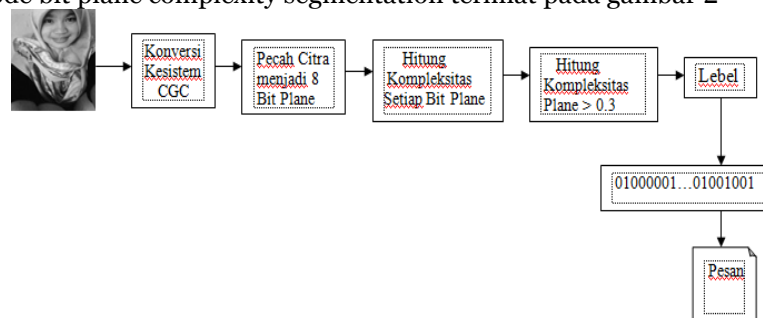 ode bit plane complexity segmentation terlihat pada gambar 2
Konversi
Kesistem
CGC
Pecah Citra
menjadi 8
Bit Plane
Hitung
Kompleksitas
Setiap Bit Plane
Hitung
Kompleksitas
Plane > 0.3
Lebel
01000001...01001001
Pesan